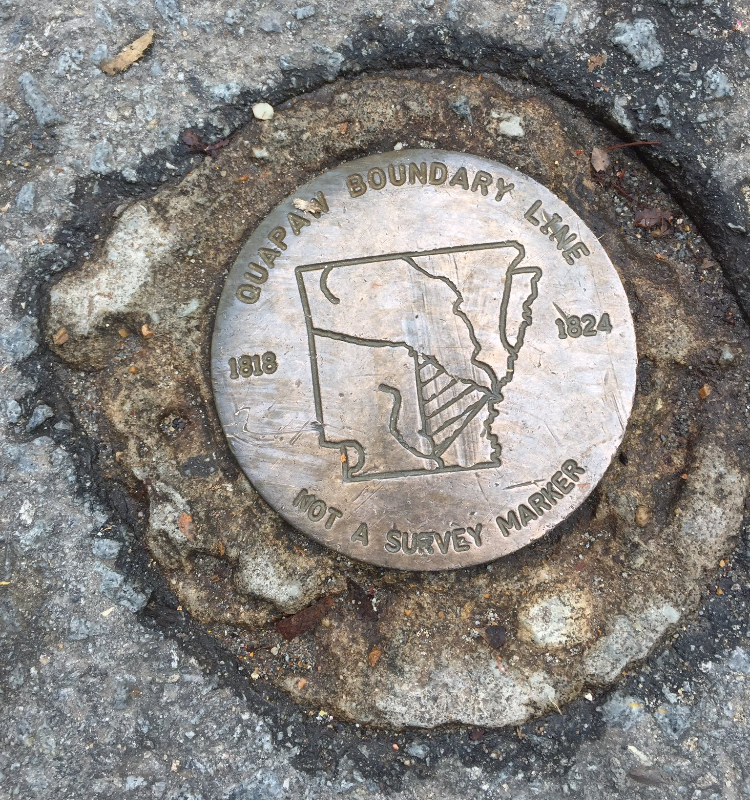 QUAPAW BOUNDARY LINE
1818
1824
NOT A SURVEY MARKER